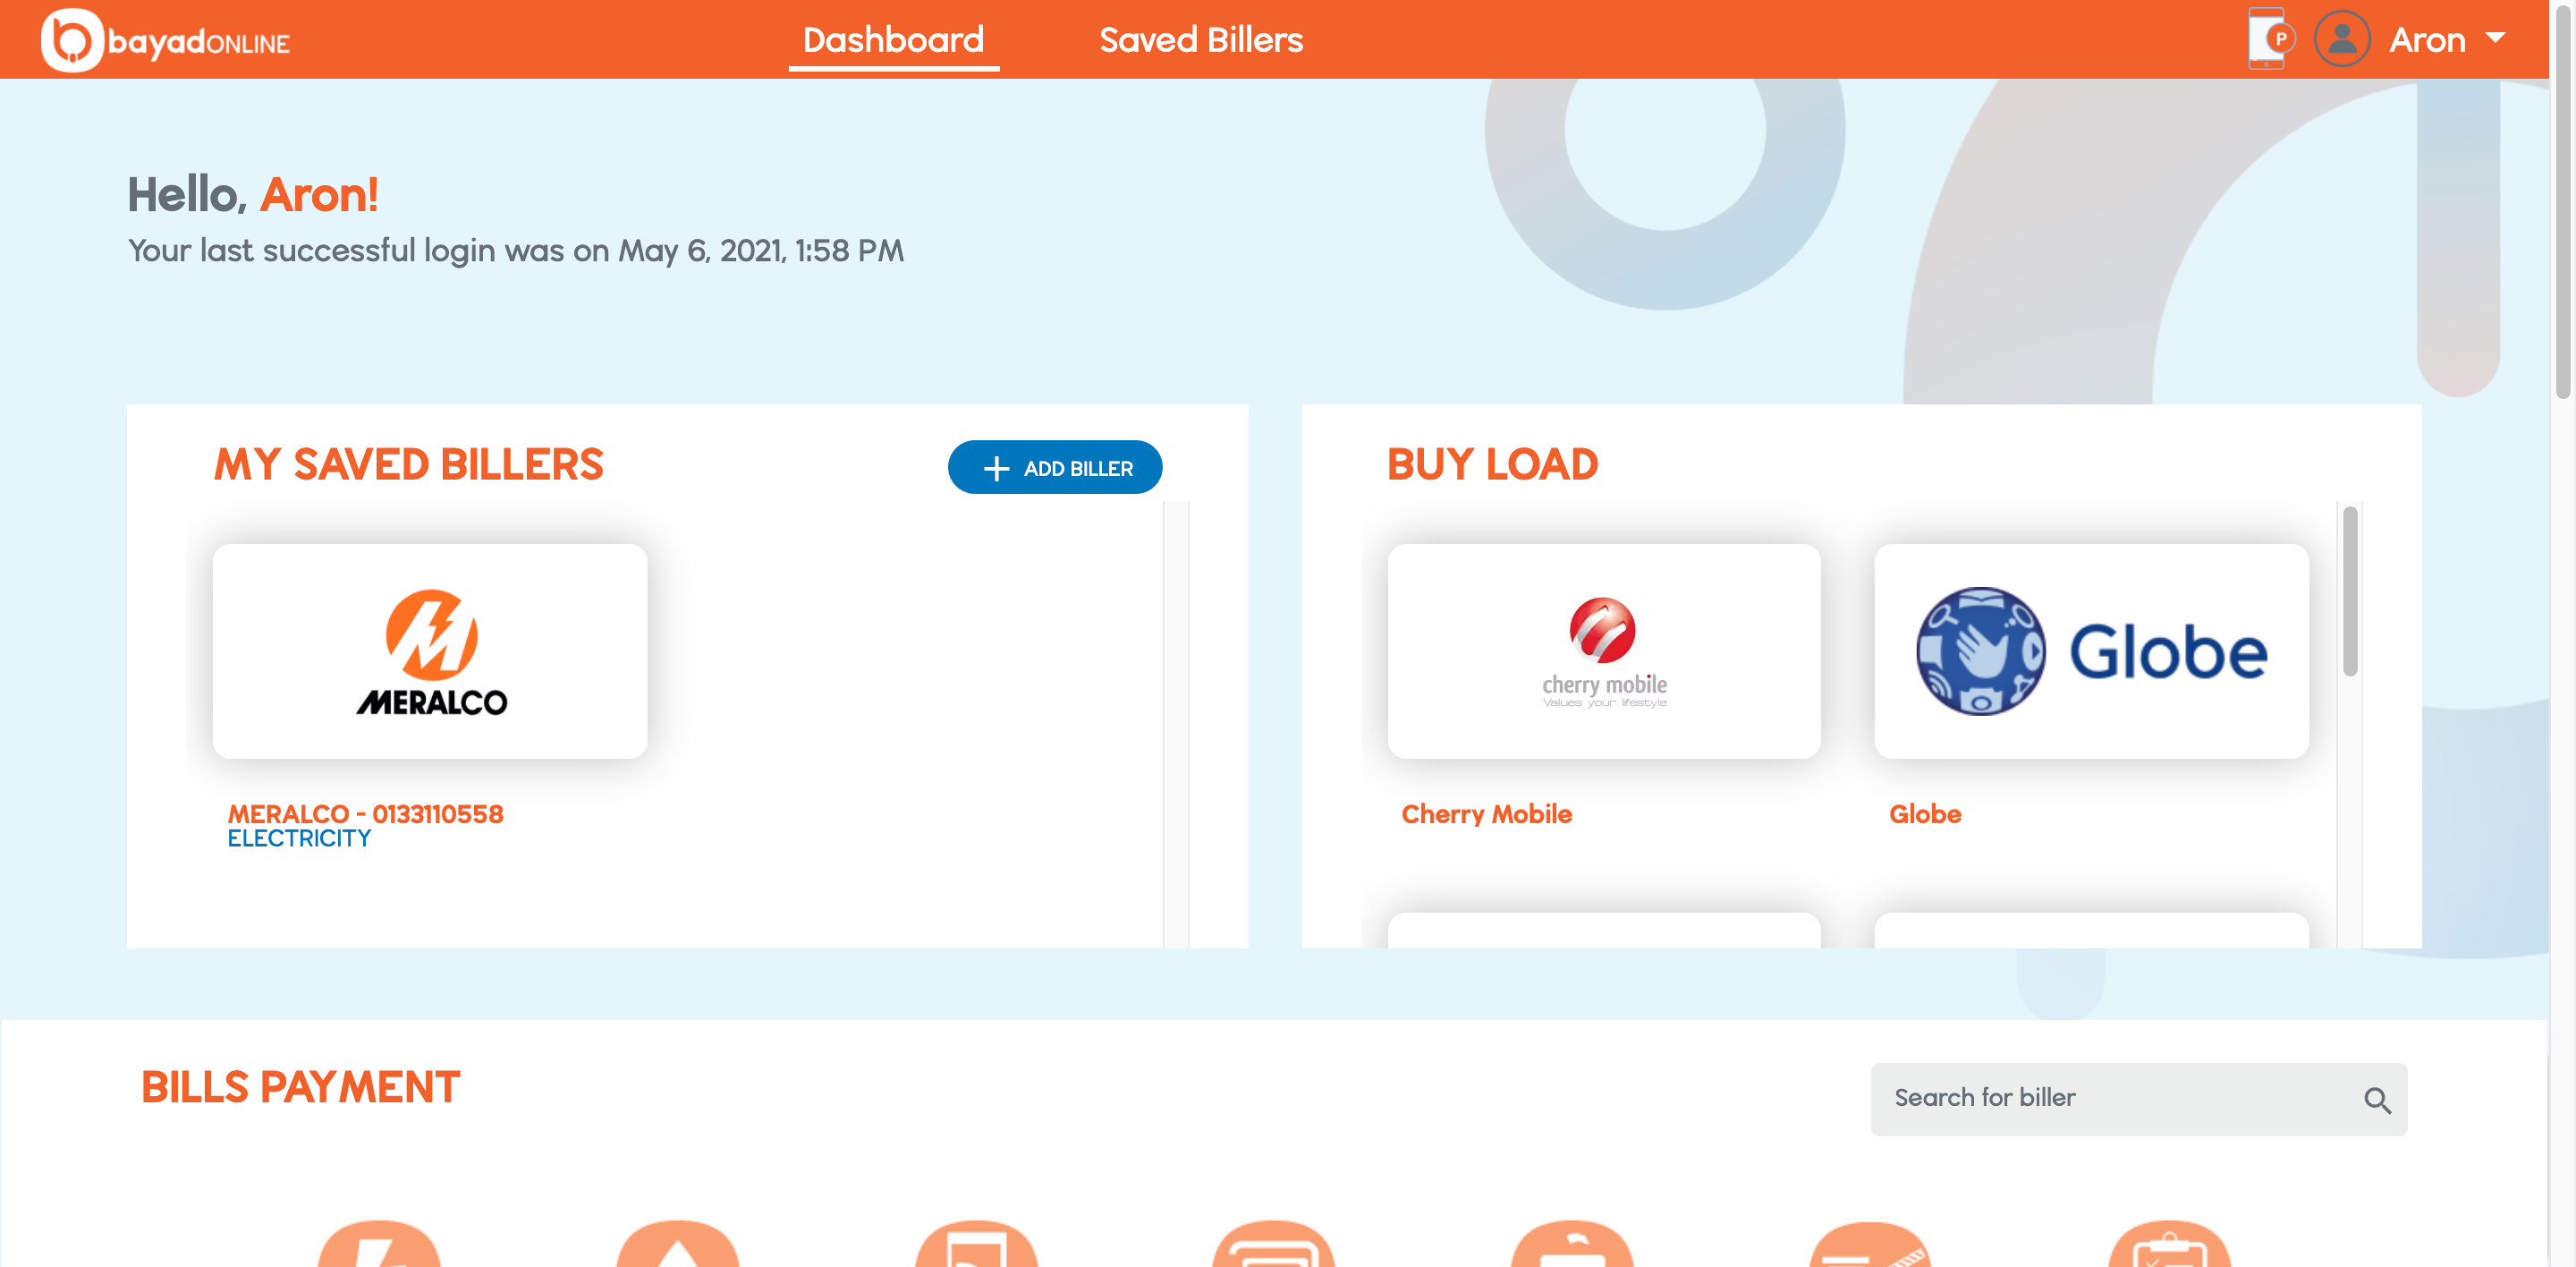 bayadONLINE
Dashboard
Saved Billers
P
Aron
Hello, Aron!
Your last successful login was on May 6, 2021, 1:58 PM
MY SAVED BILLERS
+ ADD BILLER
MERALCO
MERALCO - 0133110558
ELECTRICITY
BUY LOAD
cherry mobile
Values your lifestyle
Globe
Cherry Mobile
Globe
BILLS PAYMENT
Search for biller